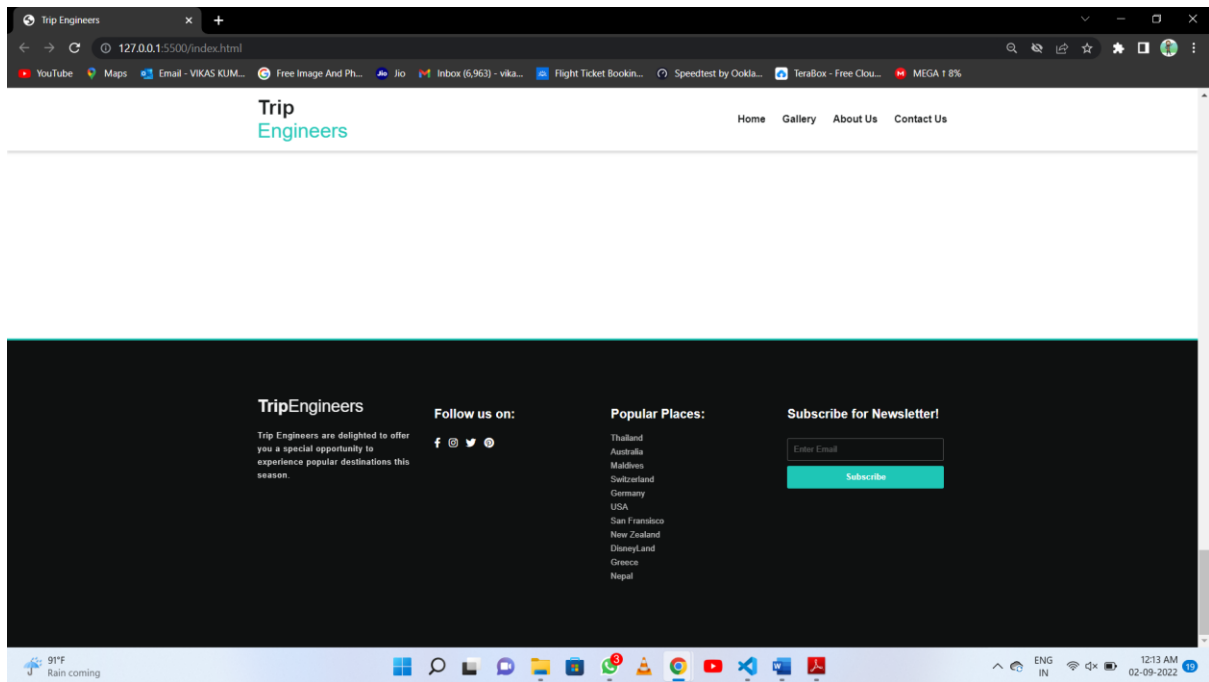 Trip Engineers
127.0.0.1:5500/index.html
YouTube Maps Email - VIKAS KUM... Free Image And Ph... Jio Inbox (6,963) - vika... Flight Ticket Bookin... Speedtest by Ookla... TeraBox - Free Clou... MEGA ↑ 8%
Trip
Engineers
Home Gallery About Us Contact Us
TripEngineers
Trip Engineers are delighted to offer
you a special opportunity to
experience popular destinations this
season.
Follow us on:
Popular Places:
Thailand
Australia
Maldives
Switzerland
Germany
USA
San Fransisco
New Zealand
DisneyLand
Greece
Nepal
Subscribe for Newsletter!
Enter Email
Subscribe
91°F
Rain coming
3
ENG
IN
12:13 AM
02-09-2022
19